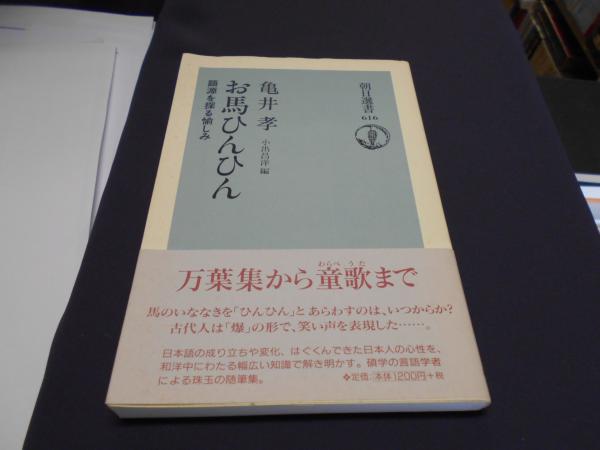 朝日選書
616
亀井孝
小出昌洋編
お馬ひんひん
語源を探る愉しみ
わらべ うた
万葉集から童歌まで
馬のいななきを「ひんひん」とあらわすのは、いつからか?
古代人は「爆」の形で、笑い声を表現した……。
日本語の成り立ちや変化、はぐくんできた日本人の心性を、
和洋中にわたる幅広い知識で解き明かす。碩学の言語学者
による珠玉の随筆集。
❖定価:本体1200円+税